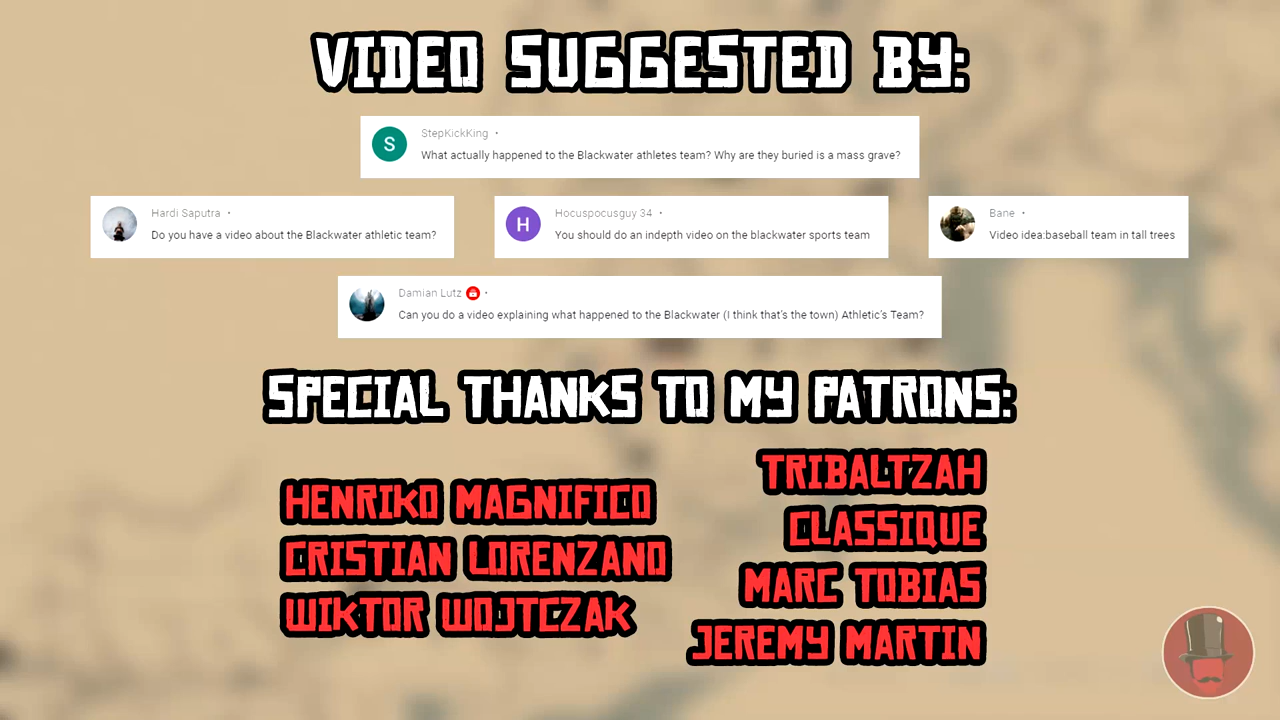 VIDEO SUGGESTED BY:
S
StepKickKing •
What actually happened to the Blackwater athletes team? Why are they buried is a mass grave?
Hardi Saputra •
Do you have a video about the Blackwater athletic team?
H
Hocuspocusguy 34 •
You should do an indepth video on the blackwater sports team
Bane •
Video idea:baseball team in tall trees
Damian Lutz •
Can you do a video explaining what happened to the Blackwater (I think that's the town) Athletic's Team?
SPECIAL THANKS TO MY PATRONS:
HENRIKO MAGNIFICO
CRISTIAN LORENZANO
WIKTOR WOJTCZAK
TRIBALTZAH
CLASSIQUE
MARC TOBIAS
JEREMY MARTIN